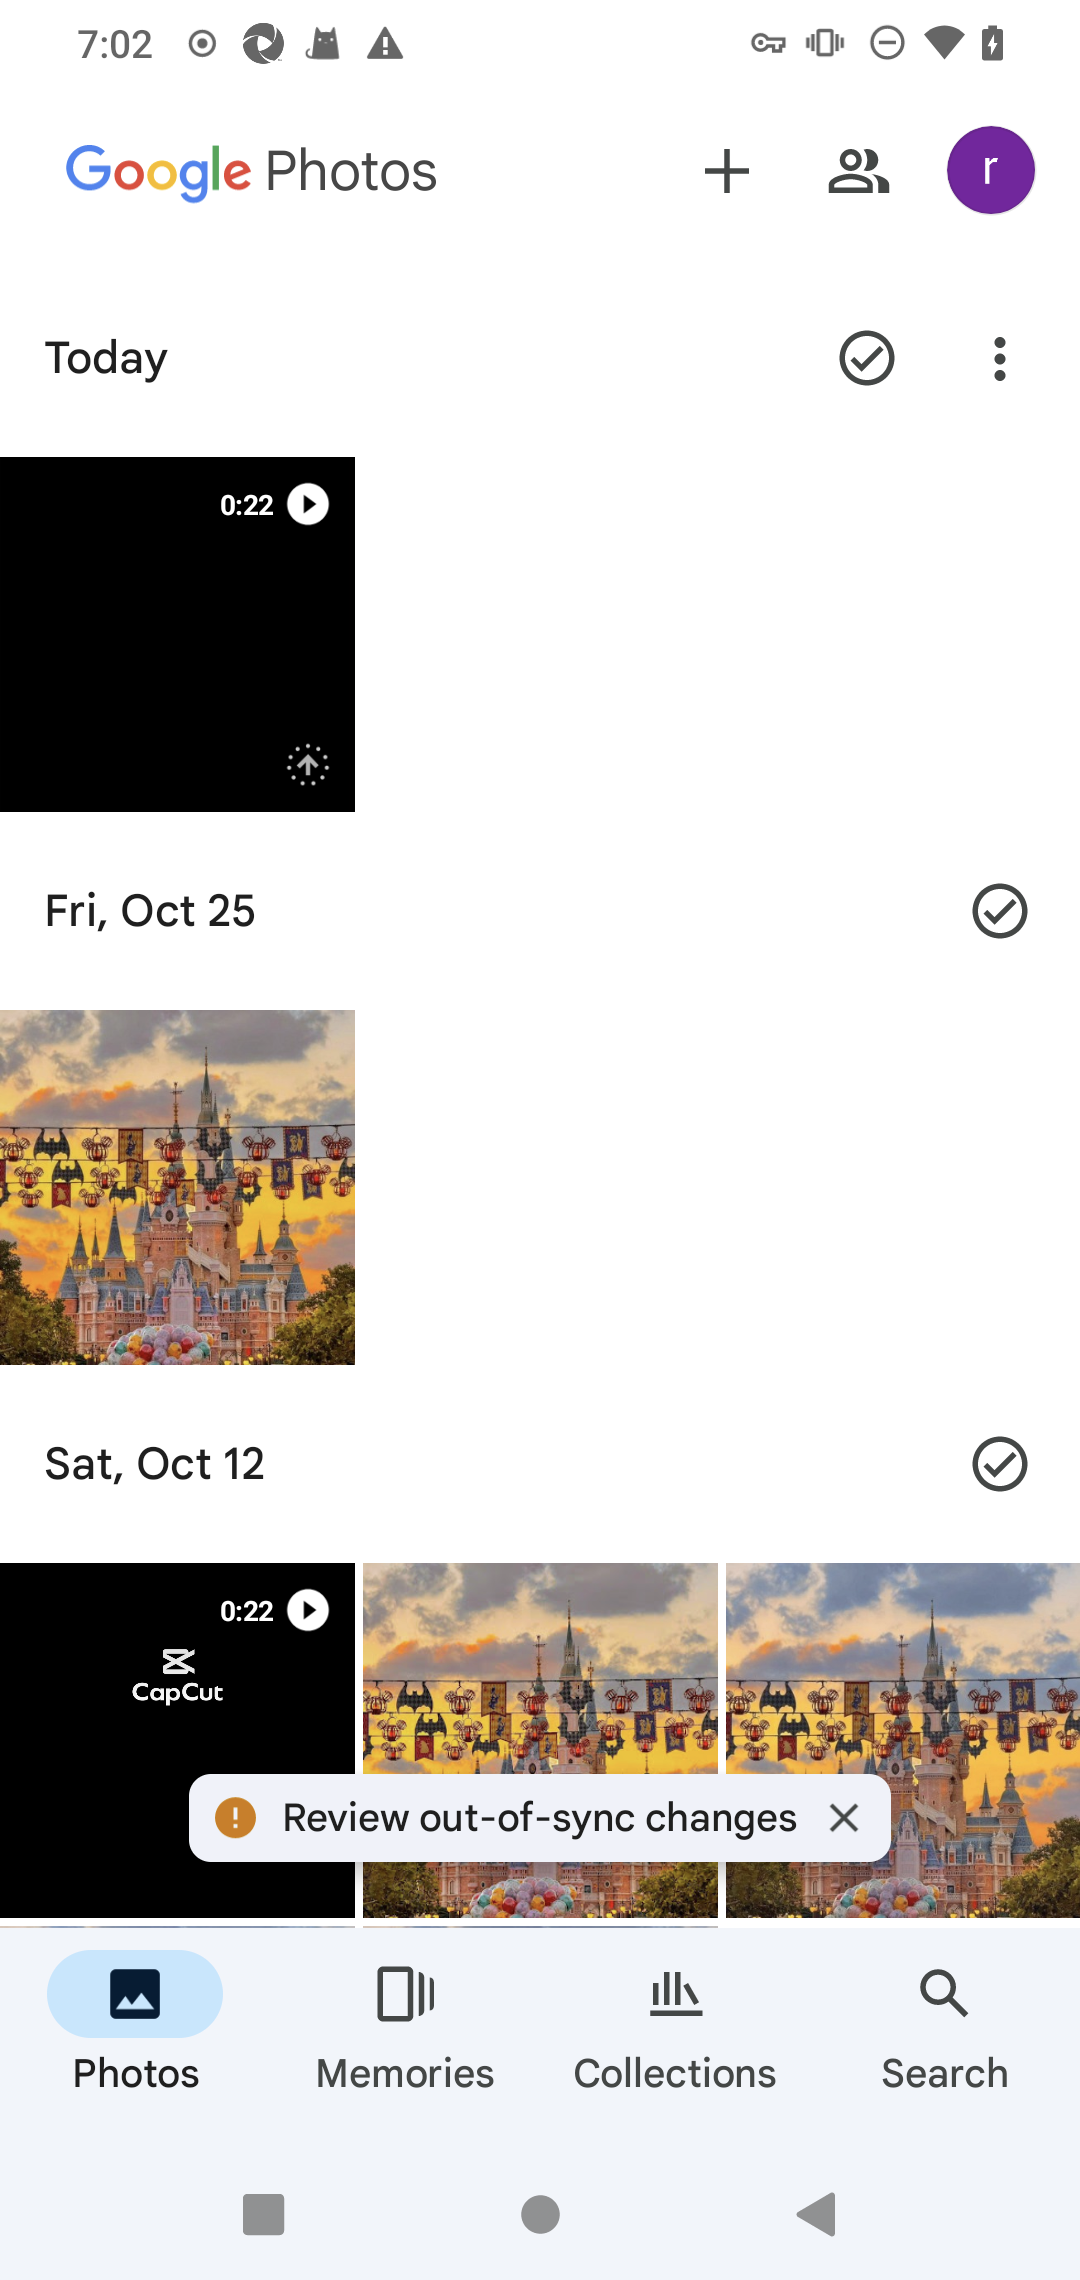 7:02
Google Photos
r
Today
0:22
Fri, Oct 25
Sat, Oct 12
0:22
CapCut
Review out-of-sync changes
Photos
Memories
Collections
Search